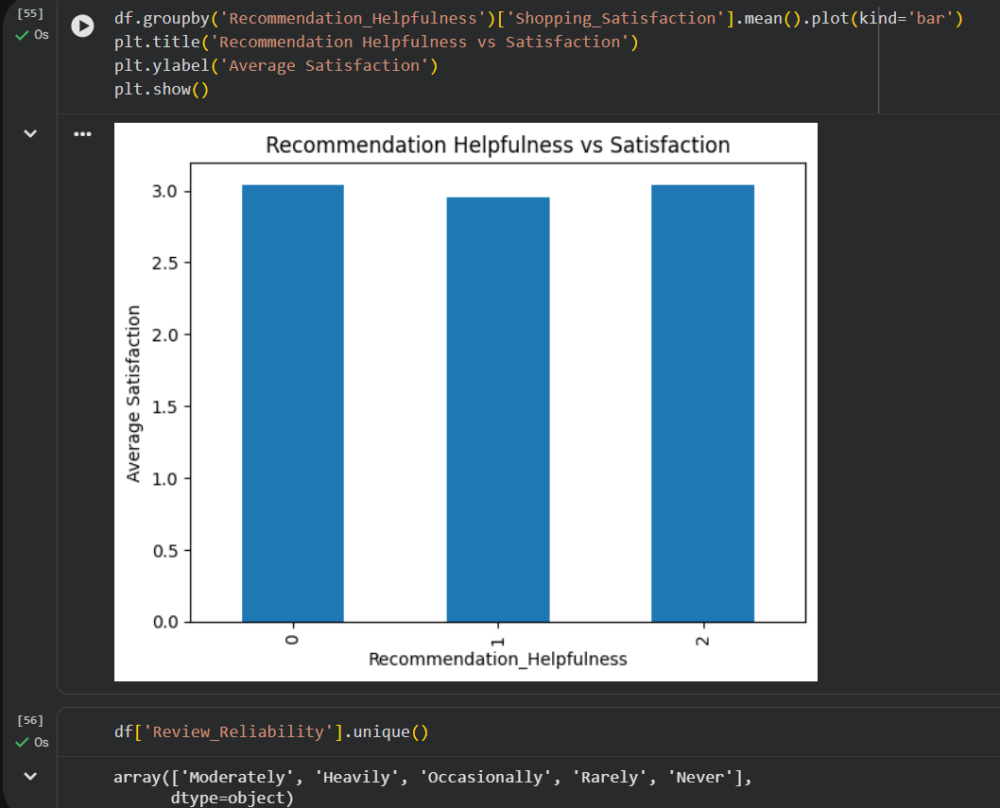 [55]
0s
df.groupby('Recommendation_Helpfulness')['Shopping_Satisfaction'].mean().plot(kind='bar')
plt.title('Recommendation Helpfulness vs Satisfaction')
plt.ylabel('Average Satisfaction')
plt.show()
Recommendation Helpfulness vs Satisfaction
3.0
2.5
2.0
1.5
1.0
0.5
0.0
Average Satisfaction
0 1 2
Recommendation_Helpfulness
[56]
0s
df['Review_Reliability'].unique()
array(['Moderately', 'Heavily', 'Occasionally', 'Rarely', 'Never'],
dtype=object)